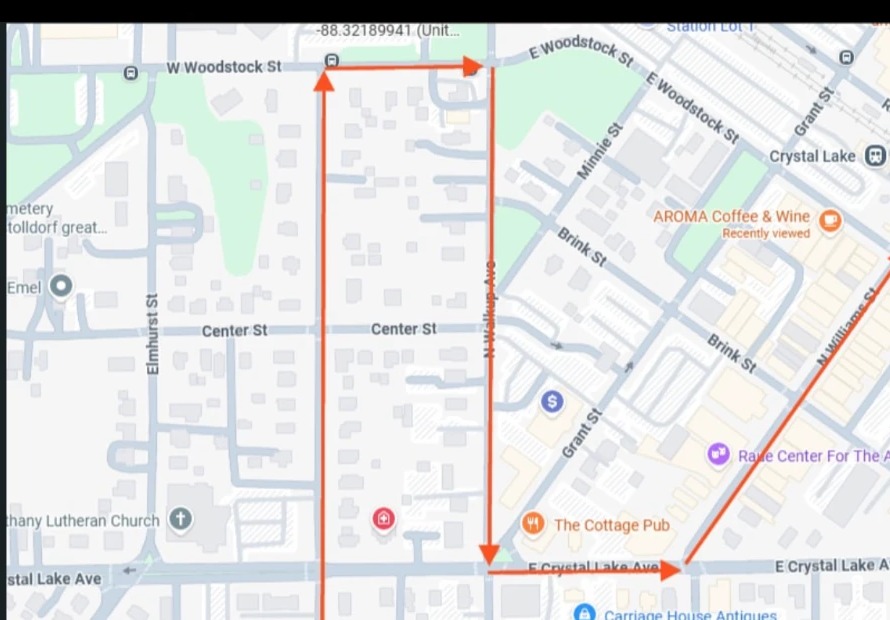 -88.32189941 (Unit...
Station Lot 1
W Woodstock St
E Woodstock St
E Woodstock St
Grant St
Minnie St
Crystal Lake
metery
tolldorf great...
AROMA Coffee & Wine
Recently viewed
Brink St
Emel
Elmhurst St
Center St
Center St
N Walkup Ave
N Williams St
Brink St
Grant St
Raue Center For The A
thany Lutheran Church
The Cottage Pub
stal Lake Ave
E Crystal Lake Ave
E Crystal Lake A
Carriage House Antiques